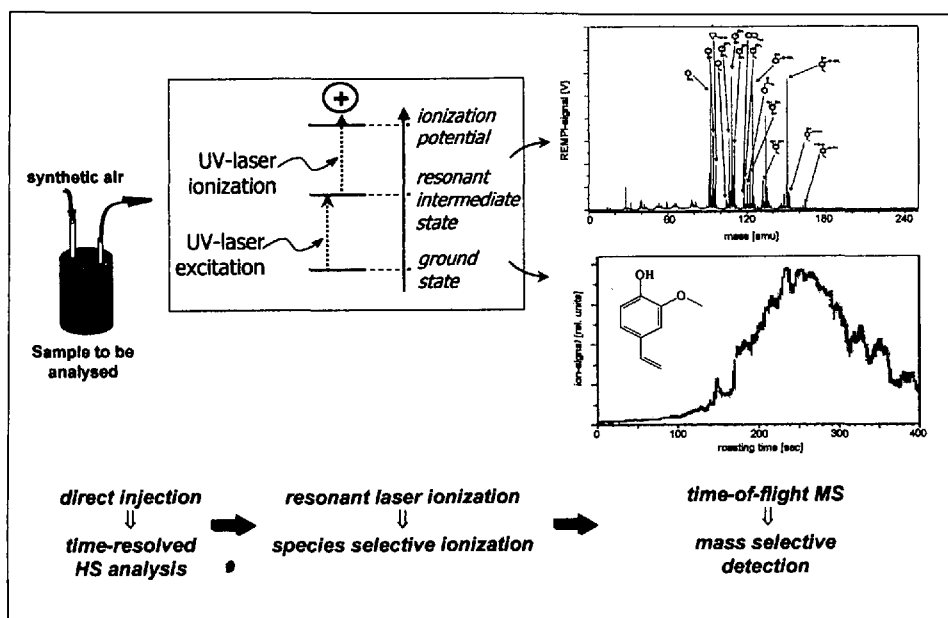 synthetic air
Sample to be
analysed
+
UV-laser
ionization
UV-laser
excitation
ionization
potential
resonant
intermediate
state
ground
state
REMPI-signal [V]
60
120
180
240
mass [amu]
ion-signal [rel. units]
OH
O
0
100
200
300
400
roasting time [sec]
direct injection
time-resolved
HS analysis
resonant laser ionization
species selective ionization
time-of-flight MS
mass selective
detection